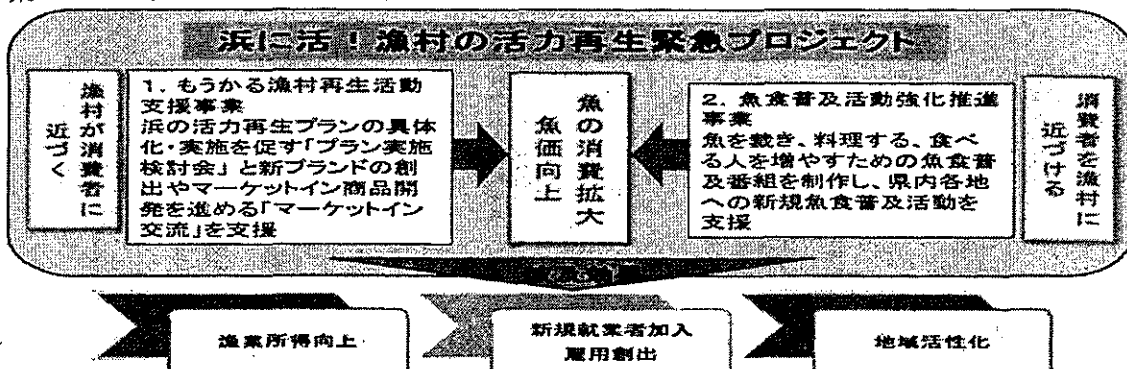 浜に活！漁村の活力再生緊急プロジェクト
漁村が消費者に
近づく
1．もうかる漁村再生活動
支援事業
浜の活力再生プランの具体
化・実施を促す「プラン実施
検討会」と新ブランドの創
出やマーケットイン商品開
発を進める「マーケットイン
交流」を支援
魚の消費拡大
魚価向上
2．魚食普及活動強化推進
事業
魚を裁き、料理する、食べ
る人を増やすための魚食普
及番組を制作し、県内各地
への新規魚食普及活動を
支援
消費者を漁村に
近づける
漁業所得向上
新規就業者加入
雇用創出
地域活性化